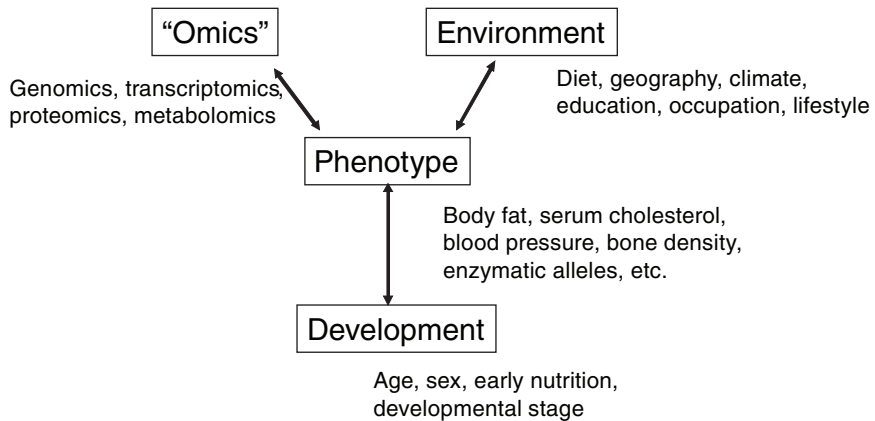 “Omics”
Environment
Genomics, transcriptomics,
proteomics, metabolomics
Diet, geography, climate,
education, occupation, lifestyle
Phenotype
Body fat, serum cholesterol,
blood pressure, bone density,
enzymatic alleles, etc.
Development
Age, sex, early nutrition,
developmental stage